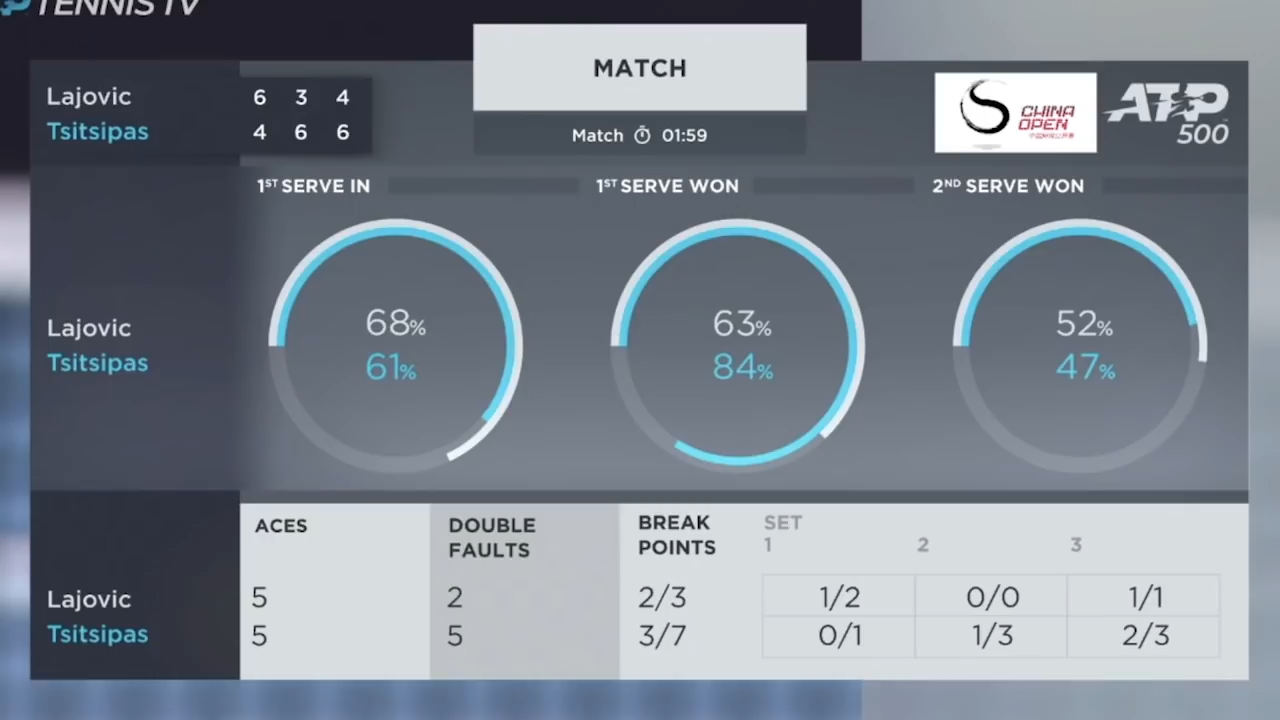 TENNIS TV
MATCH
Match 01:59
Lajovic 6 3 4
Tsitsipas 4 6 6
CHINA
OPEN
ATP
500
1ST SERVE IN
1ST SERVE WON
2ND SERVE WON
Lajovic
Tsitsipas
68%
61%
63%
84%
52%
47%
ACES
DOUBLE
FAULTS
BREAK
POINTS
SET
1 2 3
Lajovic 5 2 2/3 1/2 0/0 1/1
Tsitsipas 5 5 3/7 0/1 1/3 2/3